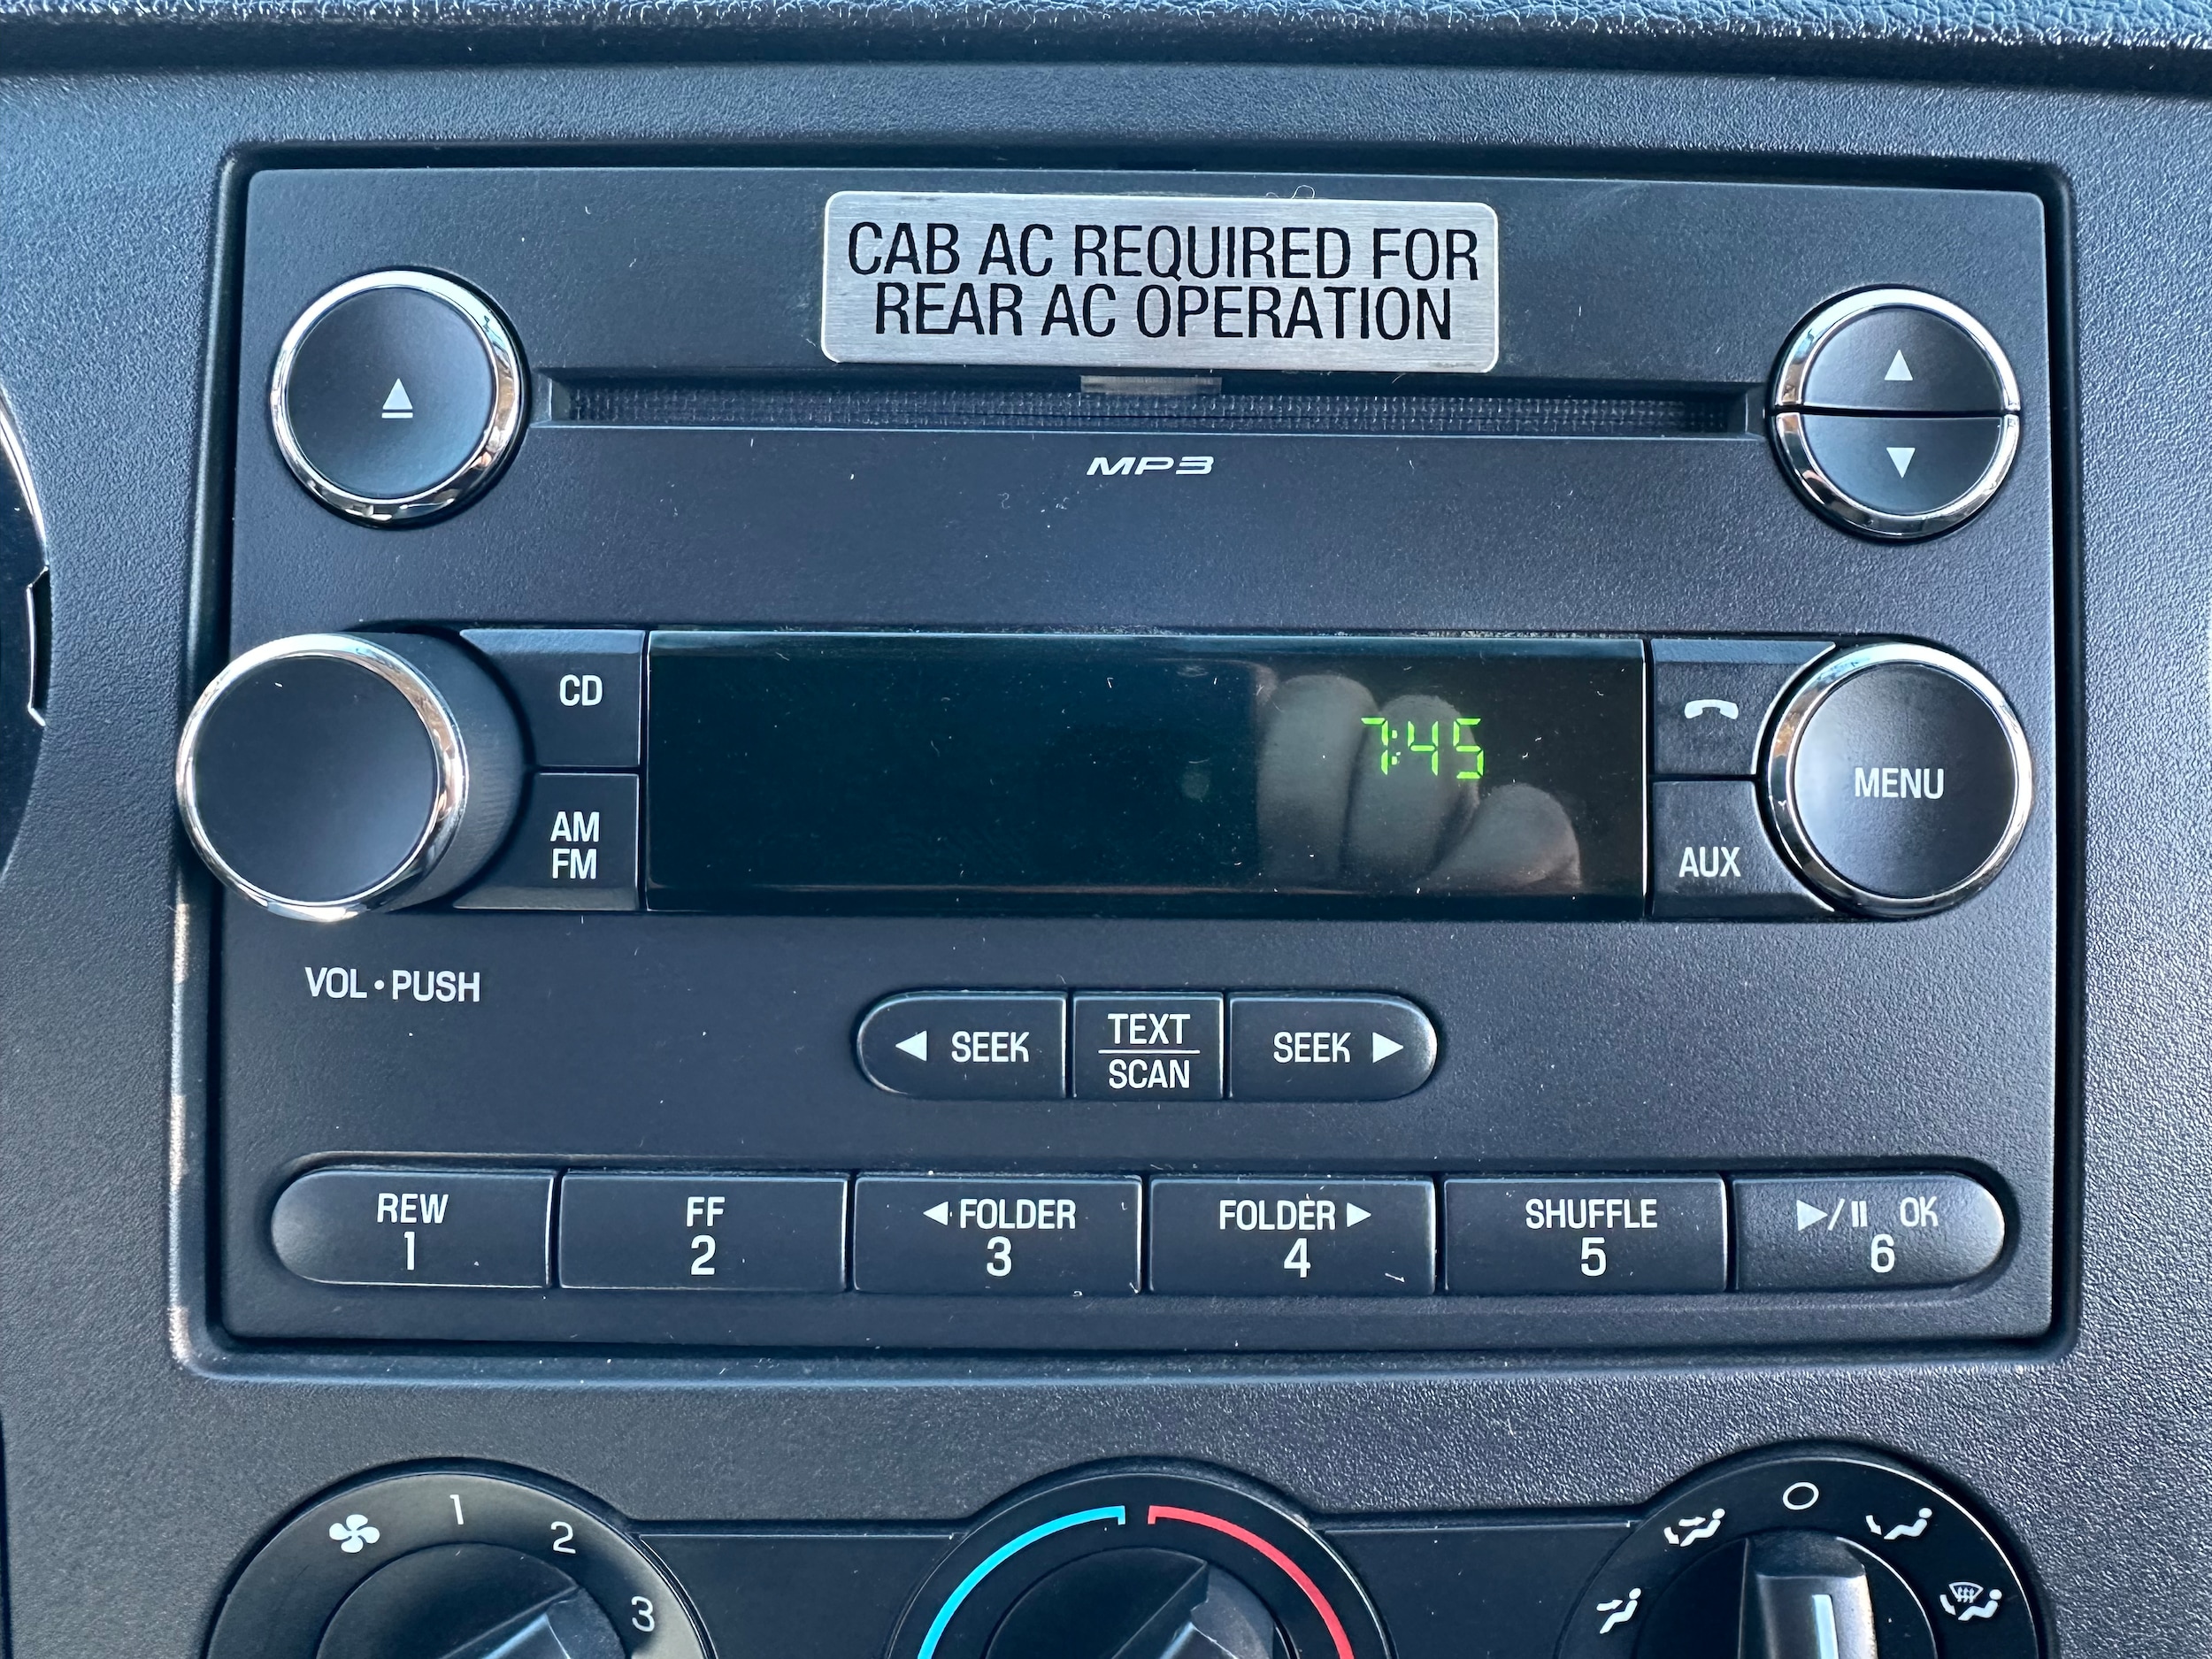 CAB AC REQUIRED FOR
REAR AC OPERATION
MP3
CD
7:45
AM
FM
MENU
AUX
VOL • PUSH
SEEK
TEXT
SCAN
SEEK
REW
1
FF
2
FOLDER
3
FOLDER
4
SHUFFLE
5
OK
6
1
2
3